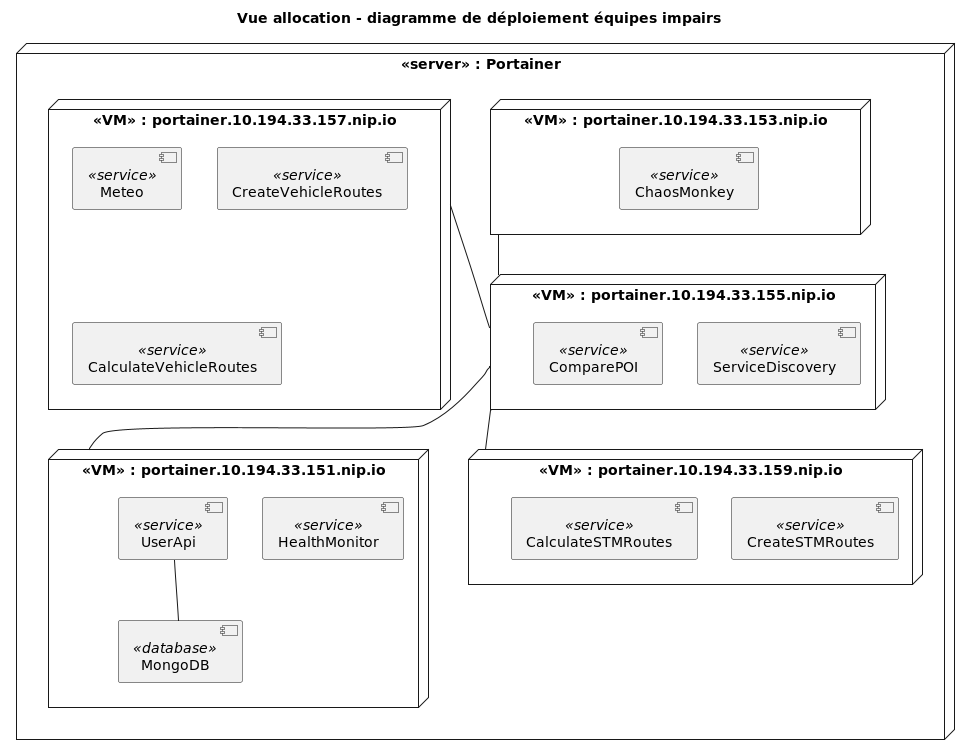 Vue allocation - diagramme de déploiement équipes impairs
«server» : Portainer
«VM» : portainer.10.194.33.157.nip.io
«service»
Meteo
«service»
CreateVehicleRoutes
«service»
CalculateVehicleRoutes
«VM» : portainer.10.194.33.153.nip.io
«service»
ChaosMonkey
«VM» : portainer.10.194.33.155.nip.io
«service»
ComparePOI
«service»
ServiceDiscovery
«VM» : portainer.10.194.33.151.nip.io
«service»
UserApi
«service»
HealthMonitor
«database»
MongoDB
«VM» : portainer.10.194.33.159.nip.io
«service»
CalculateSTMRoutes
«service»
CreateSTMRoutes